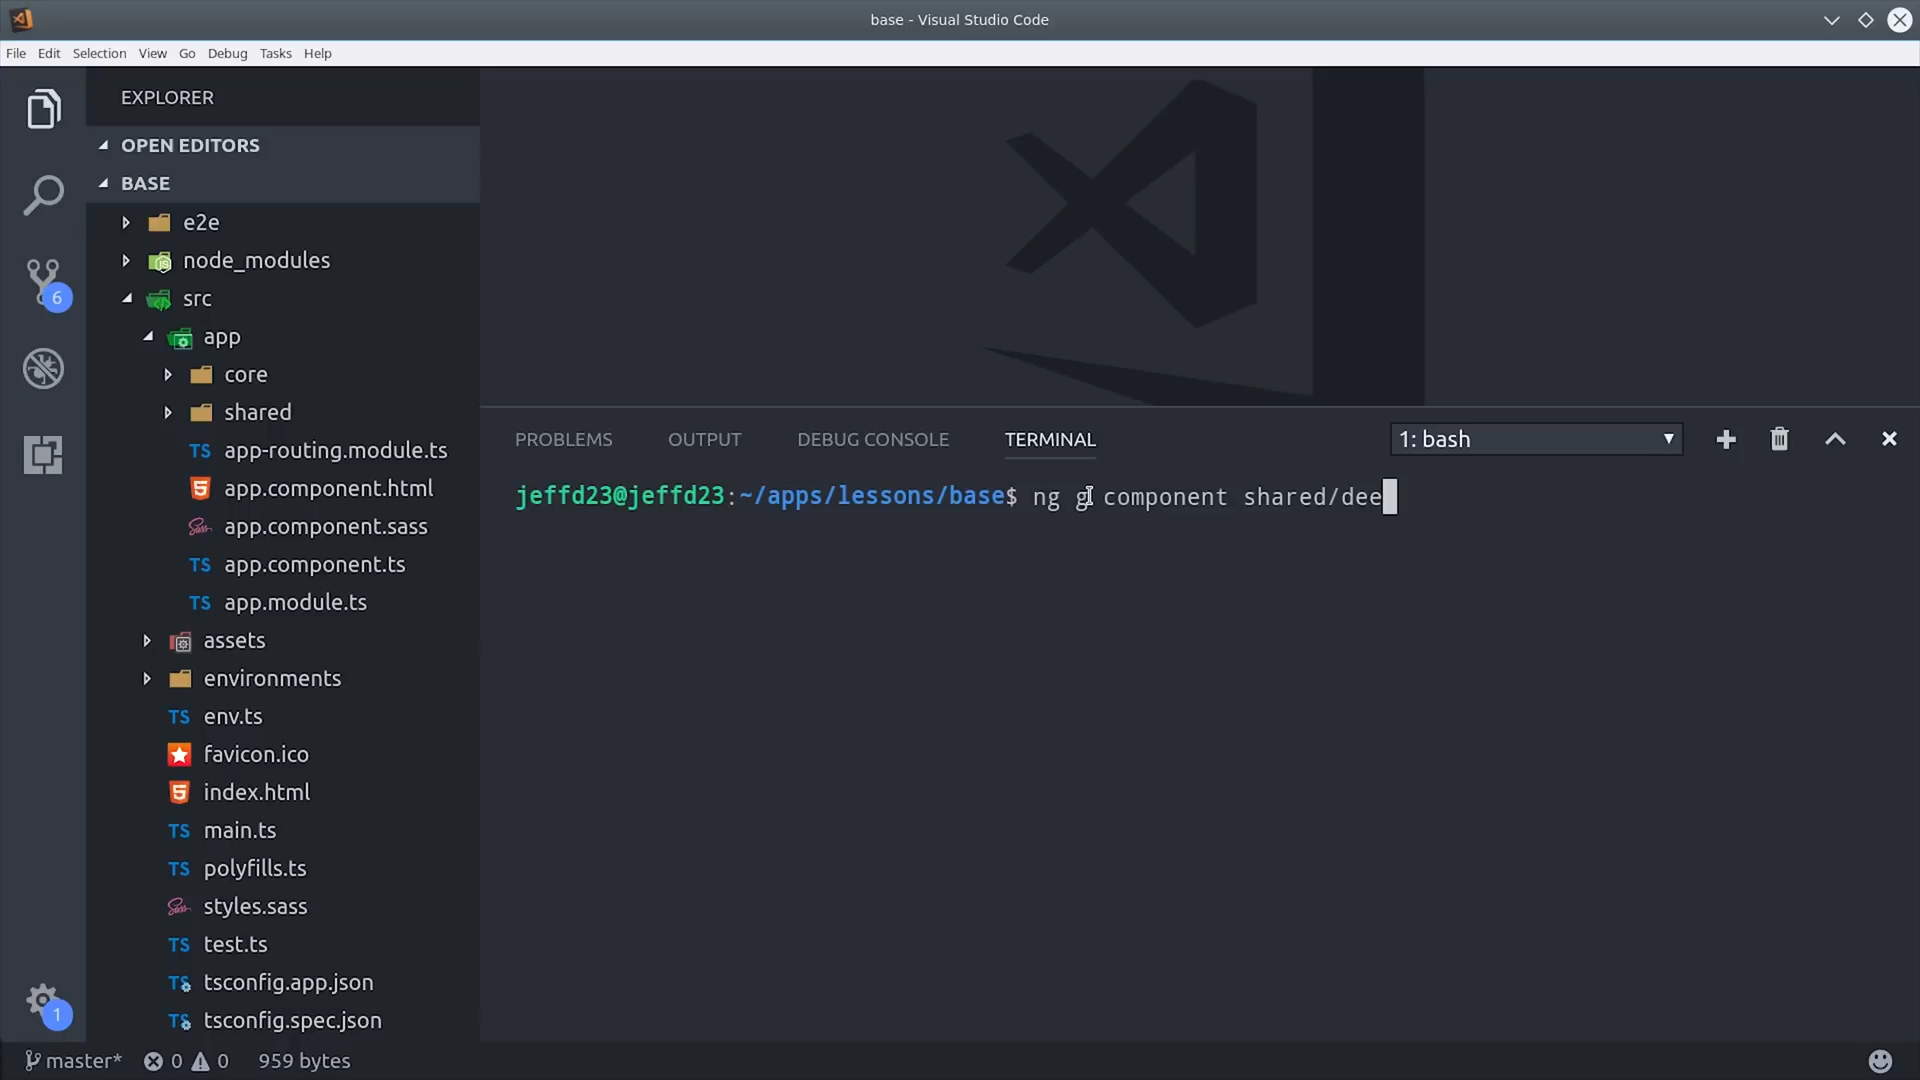 base - Visual Studio Code
File Edit Selection View Go Debug Tasks Help
EXPLORER
OPEN EDITORS
BASE
e2e
node_modules
src
app
core
shared
app-routing.module.ts
app.component.html
app.component.sass
app.component.ts
app.module.ts
assets
environments
env.ts
favicon.ico
index.html
main.ts
polyfills.ts
styles.sass
test.ts
tsconfig.app.json
tsconfig.spec.json
6
1
PROBLEMS OUTPUT DEBUG CONSOLE TERMINAL 1: bash
jeffd23@jeffd23:~/apps/lessons/base$ ng g component shared/dee
master* 0 0 959 bytes